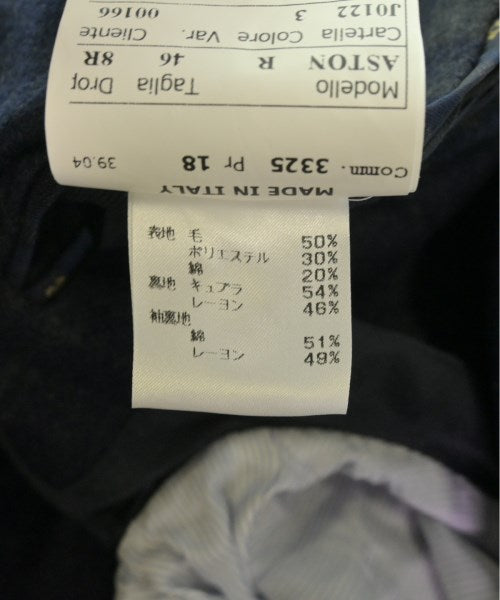 Comm. 3325 Pr 18 39.04
Modello Taglia Drop
ASTON R 46 8R
Cartella Colore Var. Cliente
J0122 3 00166
MADE IN ITALY
表地 毛 50%
ポリエステル 30%
綿 20%
裏地 キュプラ 54%
レーヨン 46%
袖裏地
綿 51%
レーヨン 49%